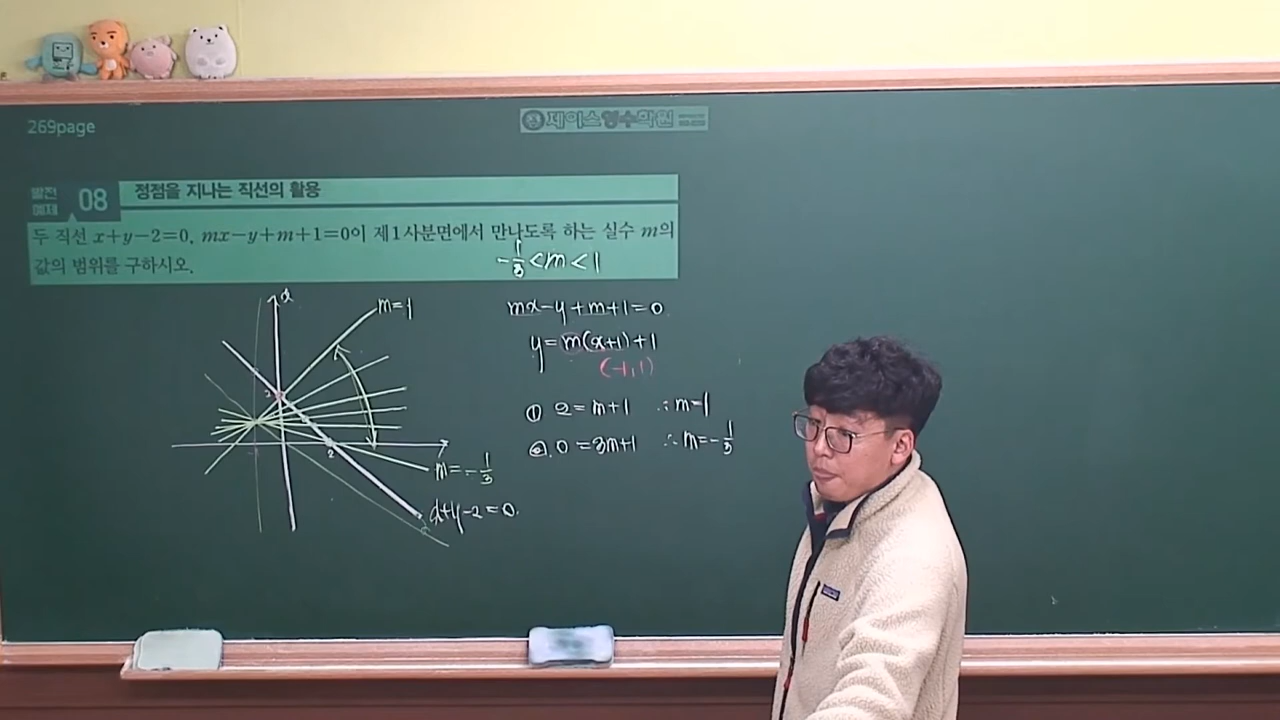 269page
제이스영수학원
발전예제 08 정점을 지나는 직선의 활용
두 직선 x+y−2=0, mx−y+m+1=0이 제1사분면에서 만나도록 하는 실수 m의
값의 범위를 구하시오.
-1/3<m<1
m=1
mx-y+m+1=0
y=m(x+1)+1
(-1,1)
① 2=m+1 ∴m=1
②.0=3m+1 ∴m=-1/3
2
m=-1/3
x+y-2=0.